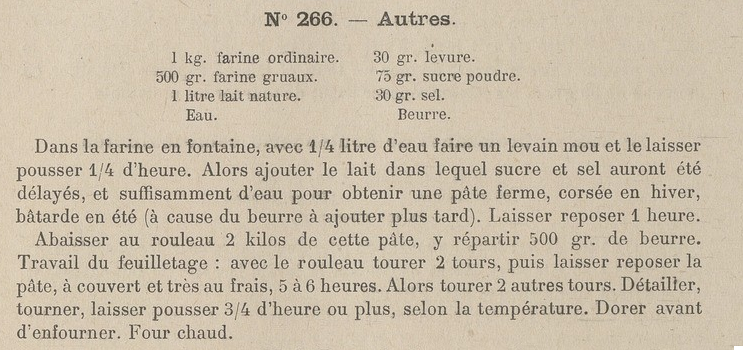 N° 266. — Autres.
1 kg. farine ordinaire. 30 gr. levure.
500 gr. farine gruaux. 75 gr. sucre poudre.
1 litre lait nature. 30 gr. sel.
Eau. Beurre.
Dans la farine en fontaine, avec 1/4 litre d'eau faire un levain mou et le laisser
pousser 1/4 d'heure. Alors ajouter le lait dans lequel sucre et sel auront été
délayés, et suffisamment d'eau pour obtenir une pâte ferme, corsée en hiver,
bâtarde en été (à cause du beurre à ajouter plus tard). Laisser reposer 1 heure.
Abaisser au rouleau 2 kilos de cette pâte, y répartir 500 gr. de beurre.
Travail du feuilletage : avec le rouleau tourer 2 tours, puis laisser reposer la
pâte, à couvert et très au frais, 5 à 6 heures. Alors tourer 2 autres tours. Détailler,
tourner, laisser pousser 3/4 d'heure ou plus, selon la température. Dorer avant
d'enfourner. Four chaud.